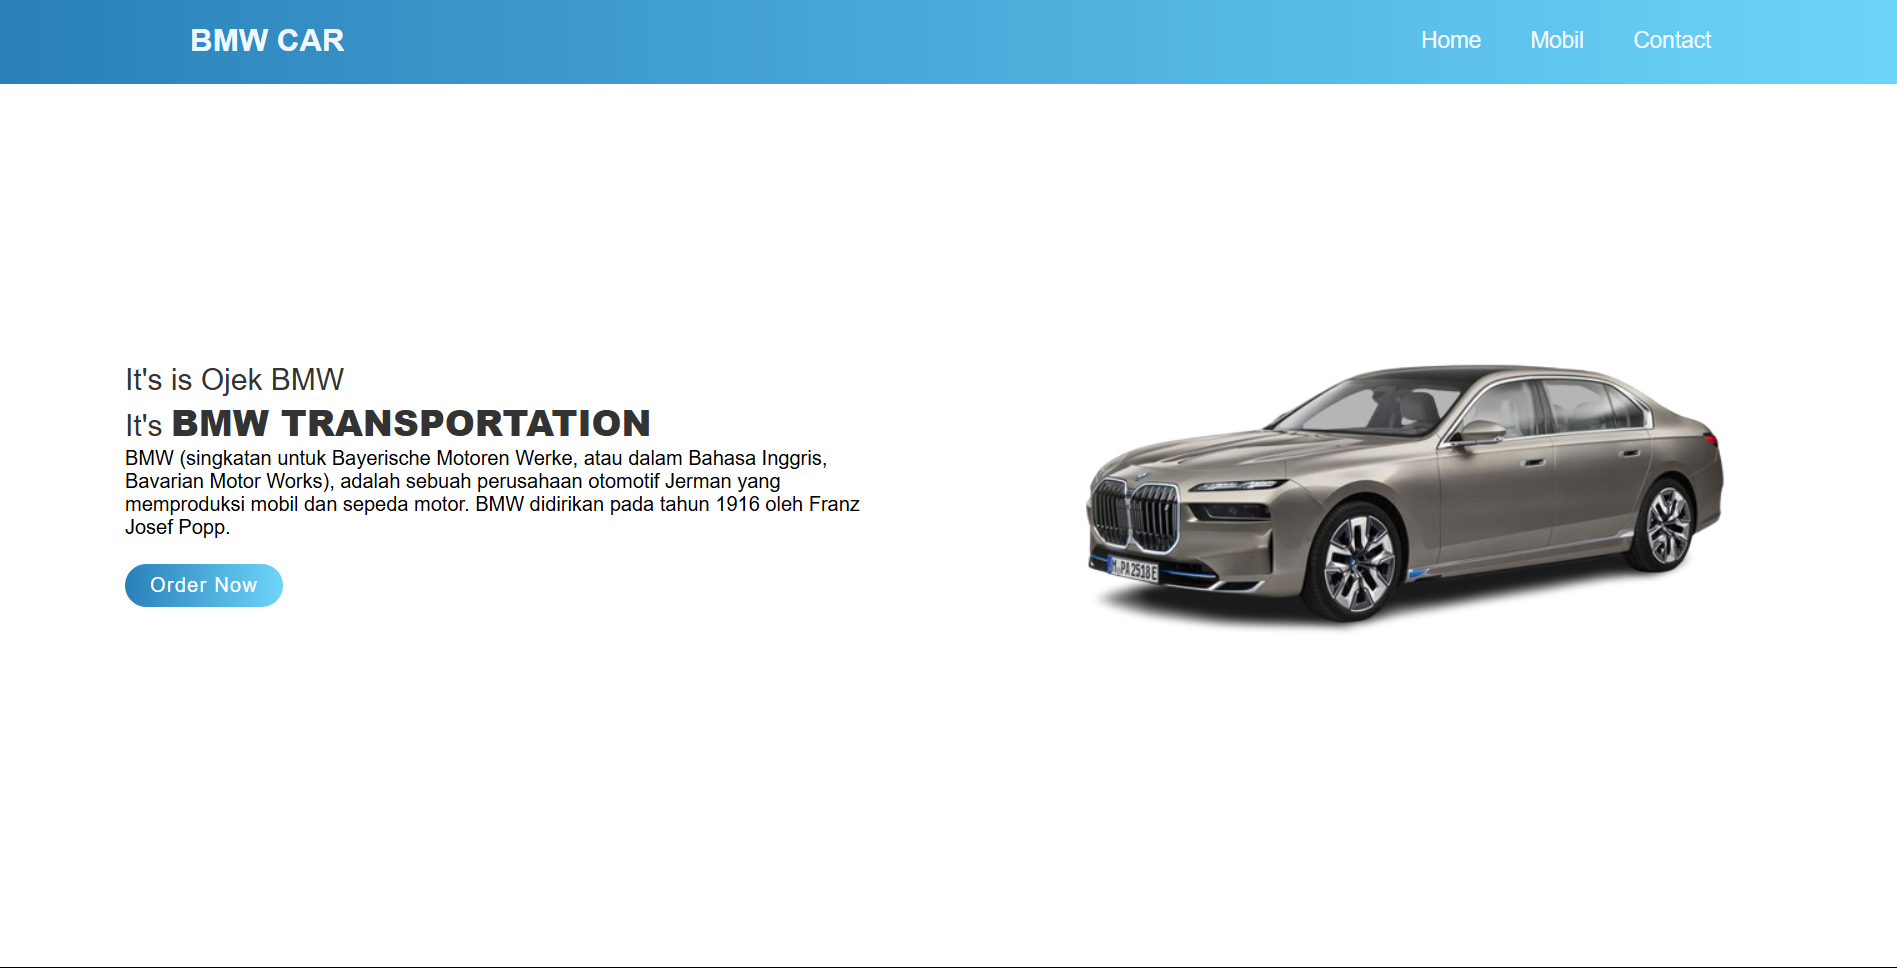 BMW CAR
Home Mobil Contact
It's is Ojek BMW
It's BMW TRANSPORTATION
BMW (singkatan untuk Bayerische Motoren Werke, atau dalam Bahasa Inggris,
Bavarian Motor Works), adalah sebuah perusahaan otomotif Jerman yang
memproduksi mobil dan sepeda motor. BMW didirikan pada tahun 1916 oleh Franz
Josef Popp.
Order Now
M·PA2518E